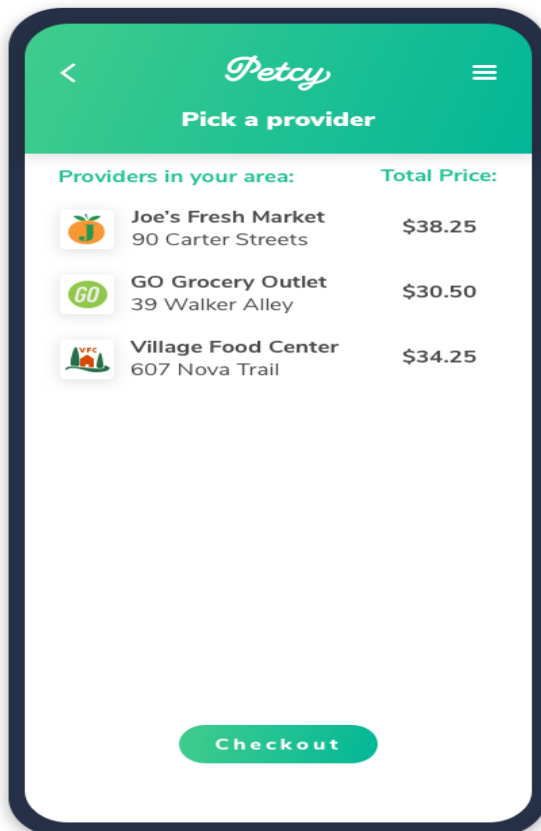 Petcy
Pick a provider
Providers in your area: Total Price:
J
Joe's Fresh Market
90 Carter Streets
$38.25
GO
GO Grocery Outlet
39 Walker Alley
$30.50
VFC
Village Food Center
607 Nova Trail
$34.25
Checkout